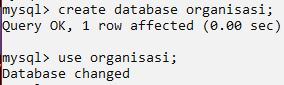 mysql> create database organisasi;
Query OK, 1 row affected (0.00 sec)
mysql> use organisasi;
Database changed